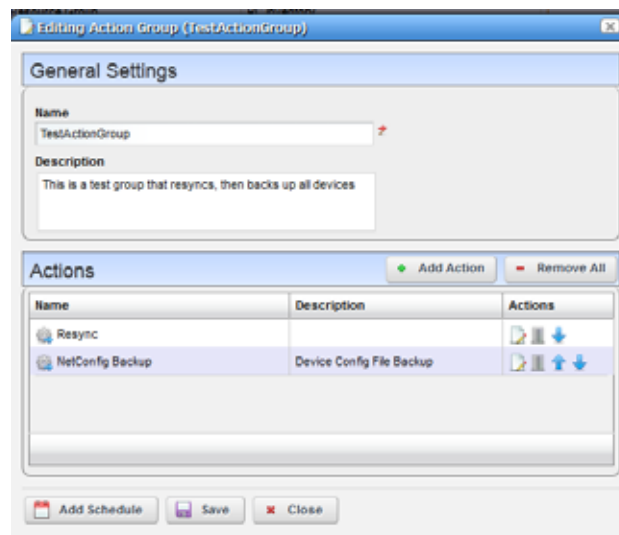 Editing Action Group (TestActionGroup)
General Settings
Name
TestActionGroup
Description
This is a test group that resyncs, then backs up all devices
Actions
Add Action
Remove All
Name Description Actions
Resync
NetConfig Backup Device Config File Backup
Add Schedule Save Close